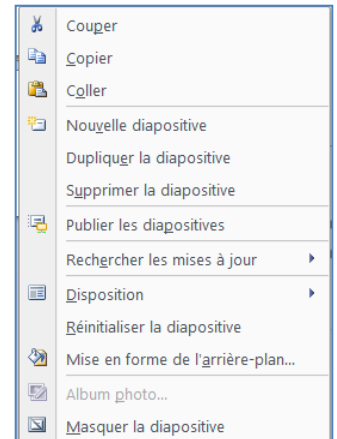 Couper
Copier
Coller
Nouvelle diapositive
Dupliquer la diapositive
Supprimer la diapositive
Publier les diapositives
Rechercher les mises à jour
Disposition
Réinitialiser la diapositive
Mise en forme de l'arrière-plan...
Album photo...
Masquer la diapositive